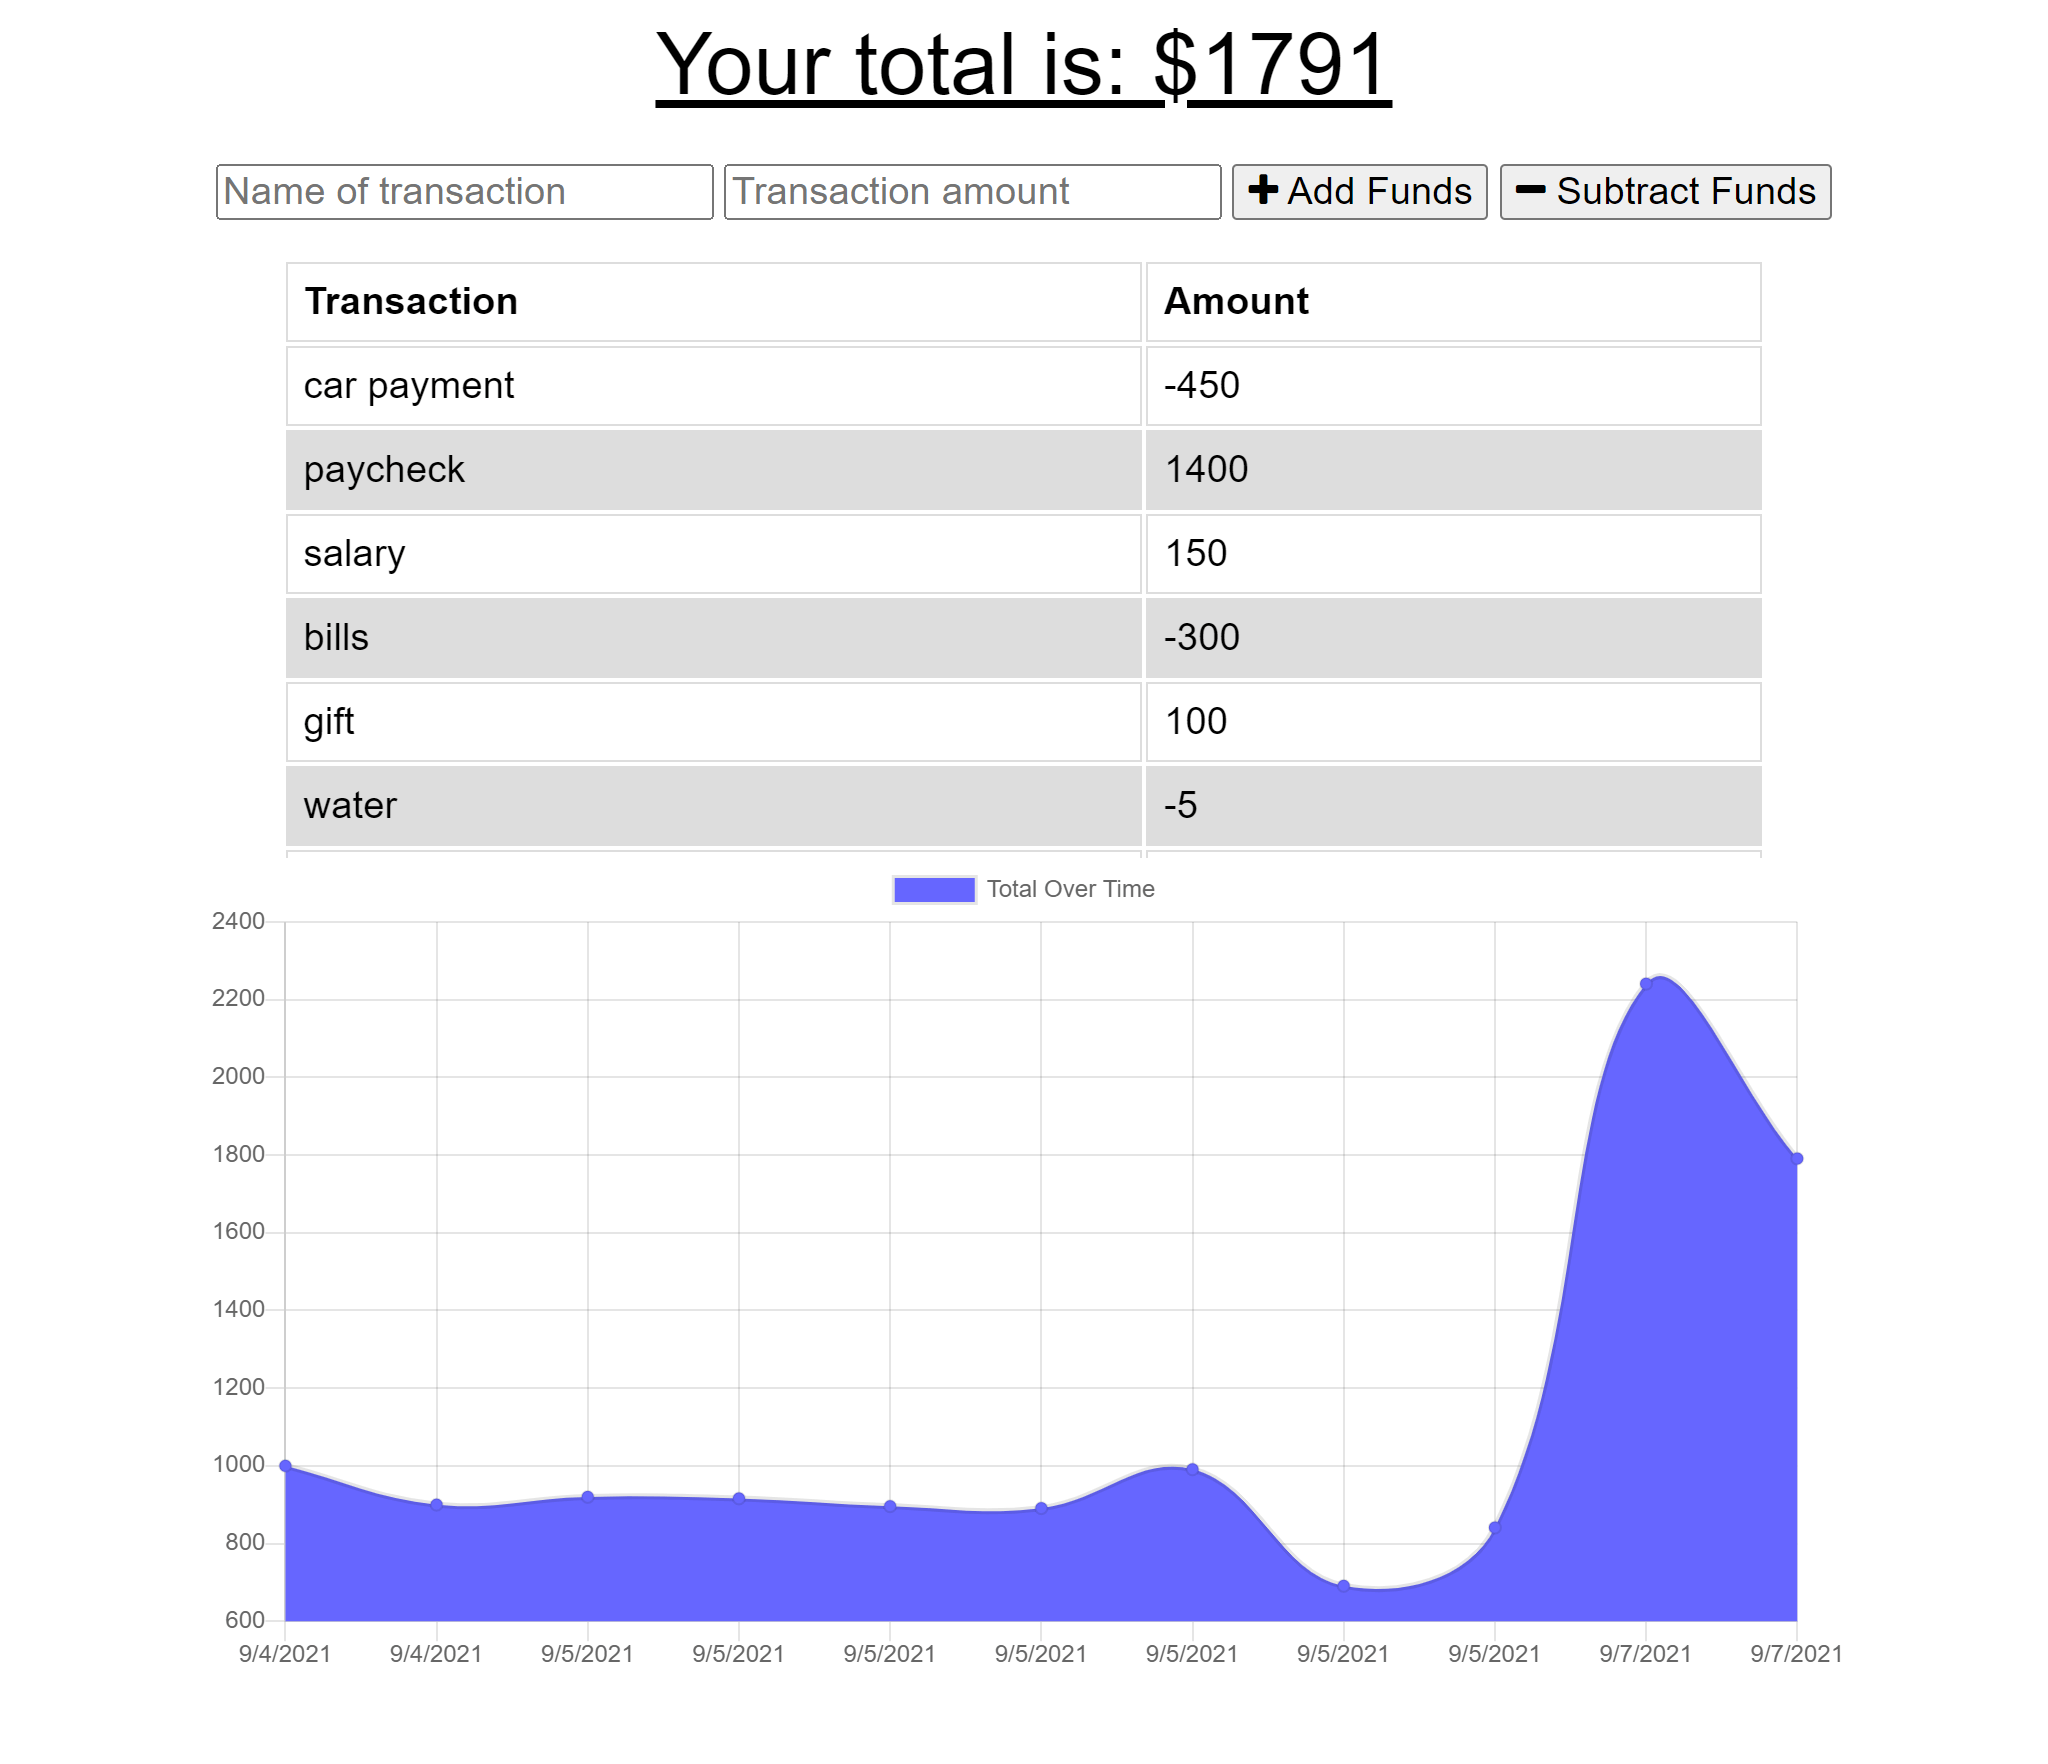 Your total is: $1791
Name of transaction Transaction amount Add Funds Subtract Funds
Transaction Amount
car payment -450
paycheck 1400
salary 150
bills -300
gift 100
water -5
Total Over Time
2400
2200
2000
1800
1600
1400
1200
1000
800
600
9/4/2021 9/4/2021 9/5/2021 9/5/2021 9/5/2021 9/5/2021 9/5/2021 9/5/2021 9/5/2021 9/7/2021 9/7/2021